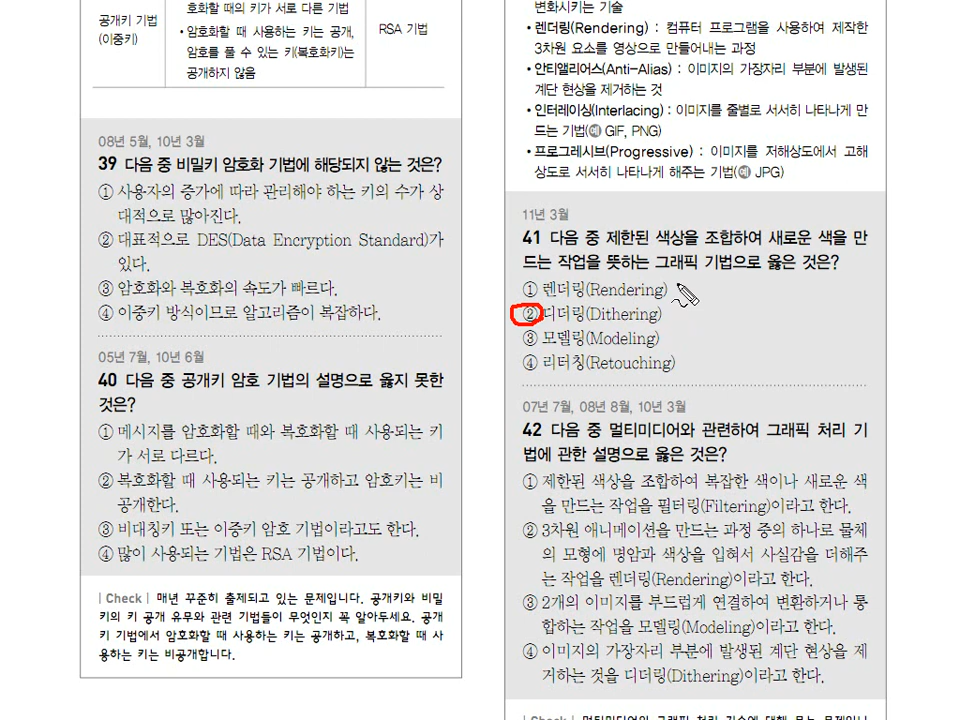 호화할 때의 키가 서로 다른 기법
공개키 기법
(이중키)
• 암호화할 때 사용하는 키는 공개,
암호를 풀 수 있는 키(복호화키)는
공개하지 않음
RSA 기법
08년 5월, 10년 3월
39 다음 중 비밀키 암호화 기법에 해당되지 않는 것은?
① 사용자의 증가에 따라 관리해야 하는 키의 수가 상
대적으로 많아진다.
② 대표적으로 DES(Data Encryption Standard)가
있다.
③ 암호화와 복호화의 속도가 빠르다.
④ 이중키 방식이므로 알고리즘이 복잡하다.
05년 7월, 10년 6월
40 다음 중 공개키 암호 기법의 설명으로 옳지 못한
것은?
① 메시지를 암호화할 때와 복호화할 때 사용되는 키
가 서로 다르다.
② 복호화할 때 사용되는 키는 공개하고 암호키는 비
공개한다.
③ 비대칭키 또는 이중키 암호 기법이라고도 한다.
④ 많이 사용되는 기법은 RSA 기법이다.
| Check | 매년 꾸준히 출제되고 있는 문제입니다. 공개키와 비밀
키의 키 공개 유무와 관련 기법들이 무엇인지 꼭 알아두세요. 공개
키 기법에서 암호화할 때 사용하는 키는 공개하고, 복호화할 때 사
용하는 키는 비공개합니다.
변화시키는 기술
• 렌더링(Rendering) : 컴퓨터 프로그램을 사용하여 제작한
3차원 요소를 영상으로 만들어내는 과정
• 안티앨리어스(Anti-Alias) : 이미지의 가장자리 부분에 발생된
계단 현상을 제거하는 것
• 인터레이싱(Interlacing) : 이미지를 줄별로 서서히 나타나게 만
드는 기법(예 GIF, PNG)
• 프로그레시브(Progressive) : 이미지를 저해상도에서 고해
상도로 서서히 나타나게 해주는 기법(예 JPG)
11년 3월
41 다음 중 제한된 색상을 조합하여 새로운 색을 만
드는 작업을 뜻하는 그래픽 기법으로 옳은 것은?
① 렌더링(Rendering)
② 디더링(Dithering)
③ 모델링(Modeling)
④ 리터칭(Retouching)
07년 7월, 08년 8월, 10년 3월
42 다음 중 멀티미디어와 관련하여 그래픽 처리 기
법에 관한 설명으로 옳은 것은?
① 제한된 색상을 조합하여 복잡한 색이나 새로운 색
을 만드는 작업을 필터링(Filtering)이라고 한다.
② 3차원 애니메이션을 만드는 과정 중의 하나로 물체
의 모형에 명암과 색상을 입혀서 사실감을 더해주
는 작업을 렌더링(Rendering)이라고 한다.
③ 2개의 이미지를 부드럽게 연결하여 변환하거나 통
합하는 작업을 모델링(Modeling)이라고 한다.
④ 이미지의 가장자리 부분에 발생된 계단 현상을 제
거하는 것을 디더링(Dithering)이라고 한다.